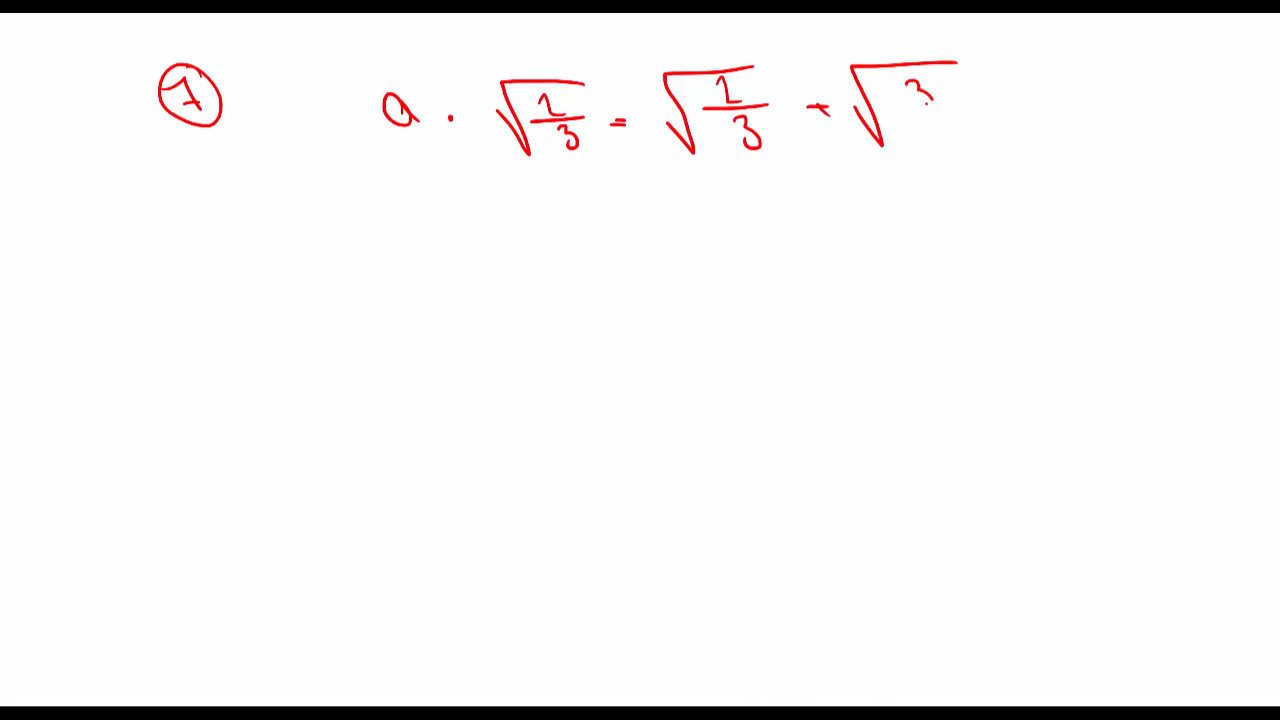 7 a . √1/3 = √1/3 + √3